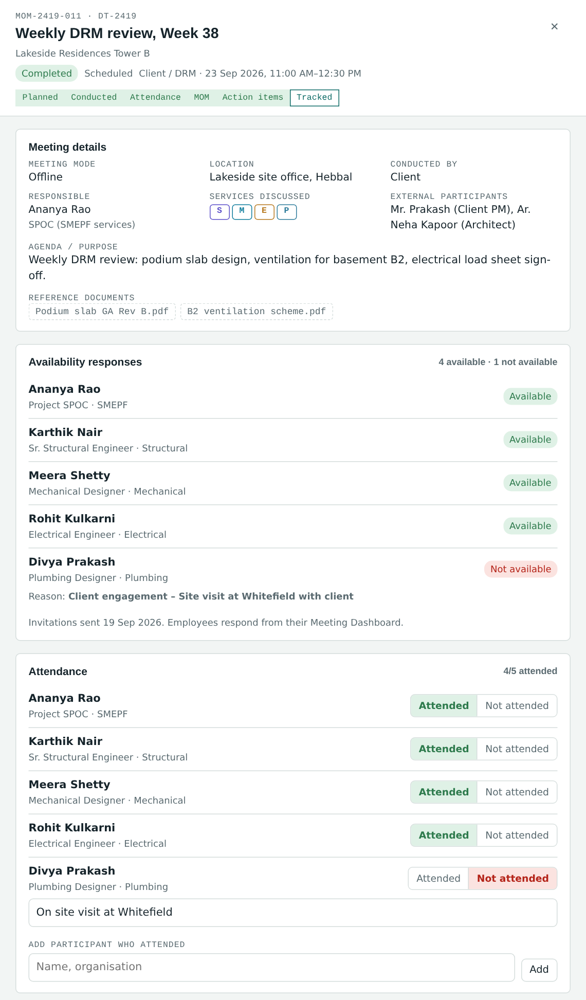 MOM-2419-011 · DT-2419
Weekly DRM review, Week 38
×
Lakeside Residences Tower B
Completed Scheduled Client / DRM · 23 Sep 2026, 11:00 AM–12:30 PM
Planned Conducted Attendance MOM Action items Tracked
Meeting details
MEETING MODE LOCATION CONDUCTED BY
Offline Lakeside site office, Hebbal Client
RESPONSIBLE SERVICES DISCUSSED EXTERNAL PARTICIPANTS
Ananya Rao S M E P Mr. Prakash (Client PM), Ar.
SPOC (SMEPF services) Neha Kapoor (Architect)
AGENDA / PURPOSE
Weekly DRM review: podium slab design, ventilation for basement B2, electrical load sheet sign-
off.
REFERENCE DOCUMENTS
Podium slab GA Rev B.pdf B2 ventilation scheme.pdf
Availability responses 4 available · 1 not available
Ananya Rao
Project SPOC · SMEPF Available
Karthik Nair
Sr. Structural Engineer · Structural Available
Meera Shetty
Mechanical Designer · Mechanical Available
Rohit Kulkarni
Electrical Engineer · Electrical Available
Divya Prakash
Plumbing Designer · Plumbing Not available
Reason: Client engagement – Site visit at Whitefield with client
Invitations sent 19 Sep 2026. Employees respond from their Meeting Dashboard.
Attendance 4/5 attended
Ananya Rao
Project SPOC · SMEPF Attended Not attended
Karthik Nair
Sr. Structural Engineer · Structural Attended Not attended
Meera Shetty
Mechanical Designer · Mechanical Attended Not attended
Rohit Kulkarni
Electrical Engineer · Electrical Attended Not attended
Divya Prakash
Plumbing Designer · Plumbing Attended Not attended
On site visit at Whitefield
ADD PARTICIPANT WHO ATTENDED
Name, organisation Add